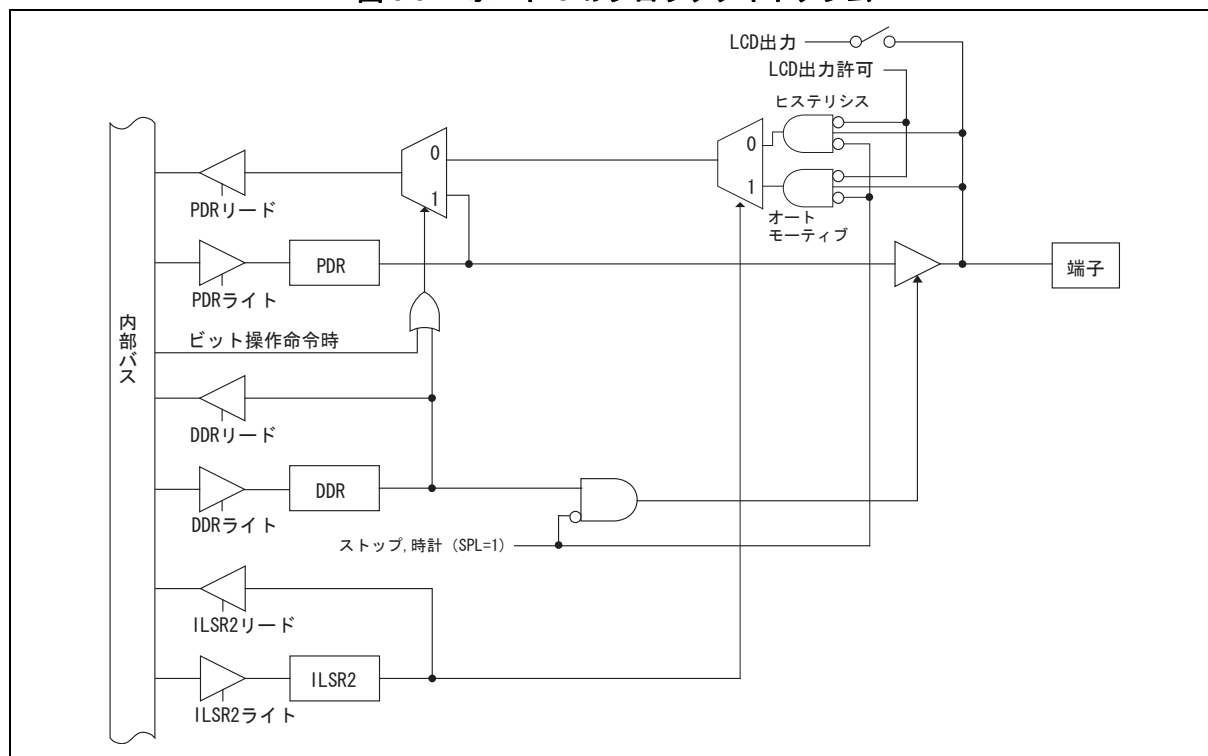 LCD出力
LCD出力許可
ヒステリシス
0
1
0
1
オート
モーティブ
PDRリード
PDR
PDRライト
端子
内部バス
ビット操作命令時
DDRリード
DDR
DDRライト
ストップ,時計 (SPL=1)
ILSR2リード
ILSR2
ILSR2ライト